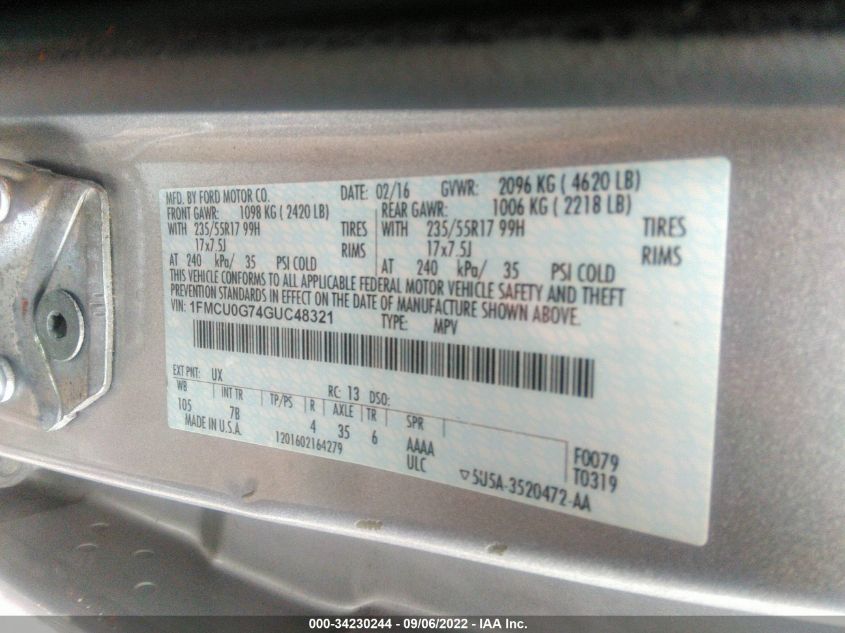 MFD. BY FORD MOTOR CO. DATE: 02/16 GVWR: 2096 KG ( 4620 LB)
FRONT GAWR: 1098 KG ( 2420 LB) REAR GAWR: 1006 KG ( 2218 LB)
WITH 235/55R17 99H TIRES WITH 235/55R17 99H TIRES
17x7.5J RIMS 17x7.5J RIMS
AT 240 kPa/ 35 PSI COLD AT 240 kPa/ 35 PSI COLD
THIS VEHICLE CONFORMS TO ALL APPLICABLE FEDERAL MOTOR VEHICLE SAFETY AND THEFT
PREVENTION STANDARDS IN EFFECT ON THE DATE OF MANUFACTURE SHOWN ABOVE.
VIN: 1FMCU0G74GUC48321 TYPE: MPV
EXT PNT: UX RC: 13 DSO:
WB INT TR TP/PS R AXLE TR SPR
105 7B 4 35 6 AAAA F0079
MADE IN U.S.A. 1201602164279 ULC T0319
▽5U5A-3520472-AA
000-34230244 - 09/06/2022 - IAA Inc.